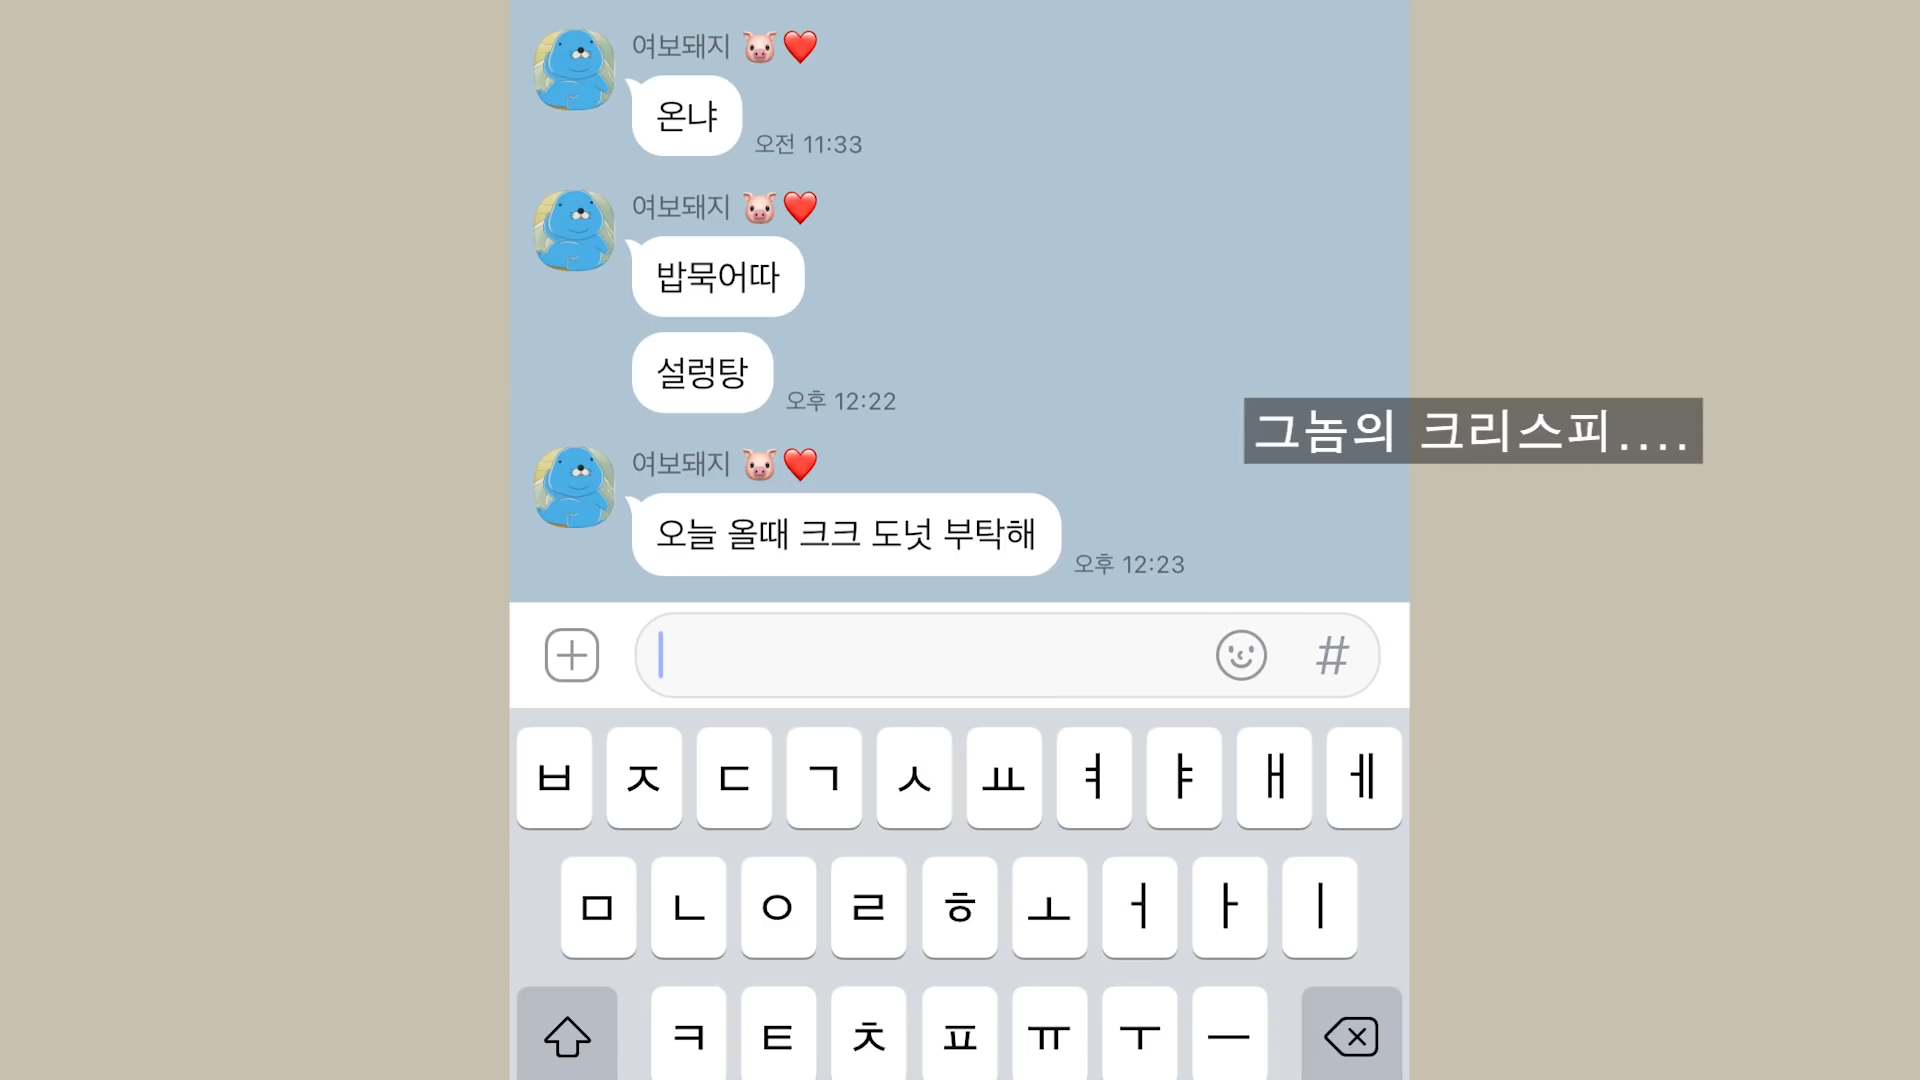 여보돼지 🐷❤️
온냐
오전 11:33
여보돼지 🐷❤️
밥묵어따
설렁탕
오후 12:22
여보돼지 🐷❤️
오늘 올때 크크 도넛 부탁해
오후 12:23
그놈의 크리스피....
#
ㅂ ㅈ ㄷ ㄱ ㅅ ㅛ ㅕ ㅑ ㅐ ㅔ
ㅁ ㄴ ㅇ ㄹ ㅎ ㅗ ㅓ ㅏ ㅣ
ㅋ ㅌ ㅊ ㅍ ㅠ ㅜ ㅡ